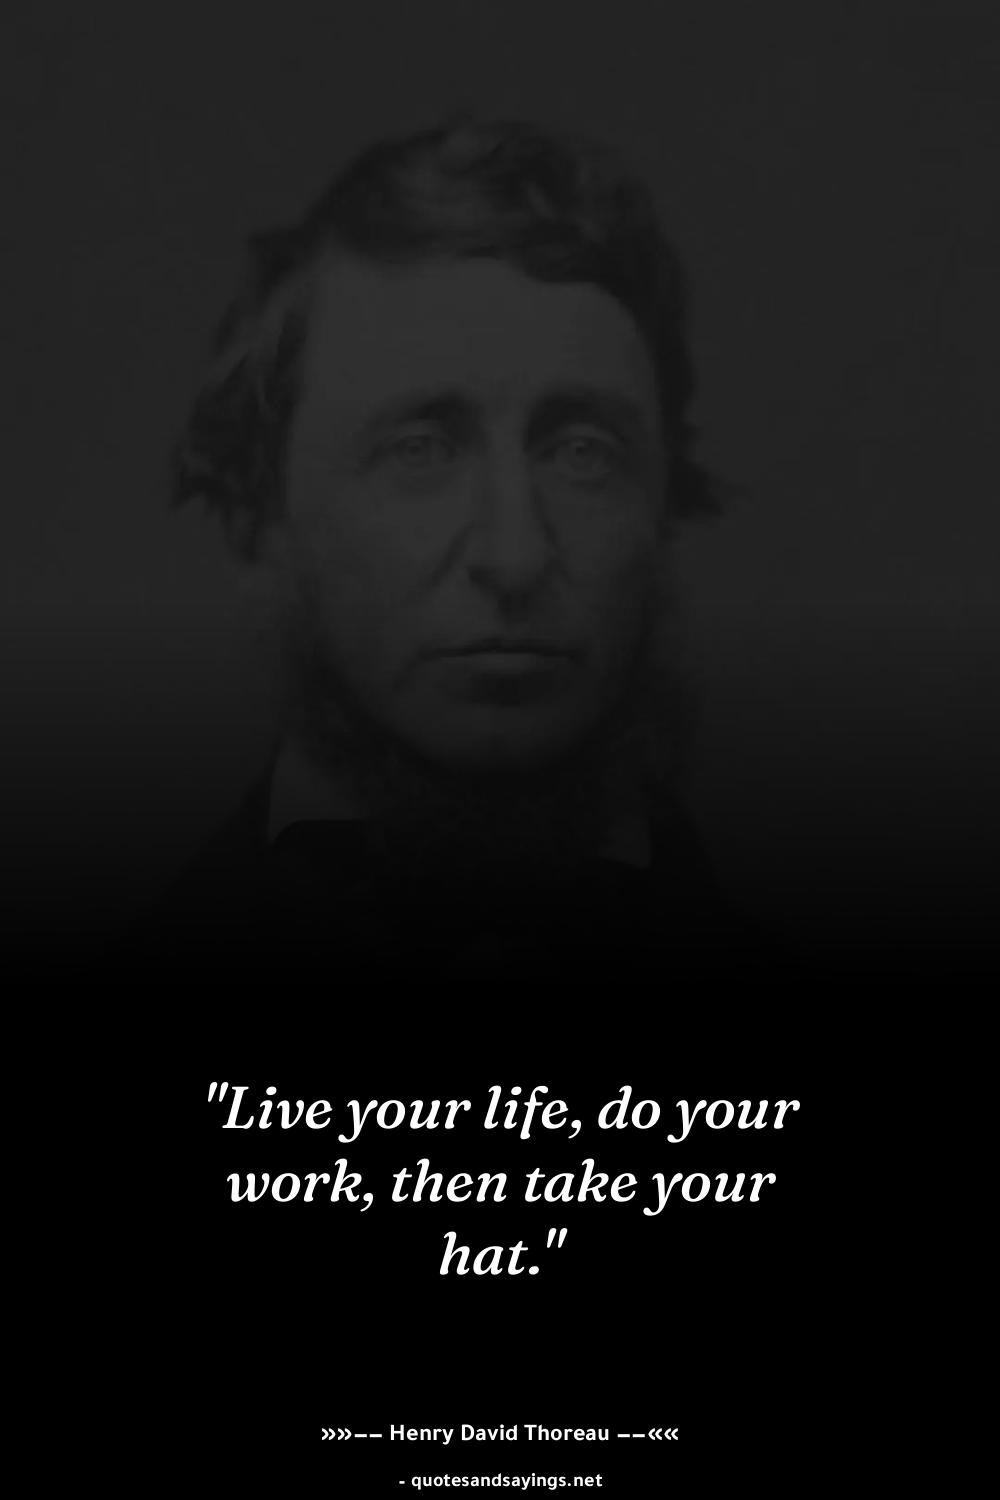 "Live your life, do your
work, then take your
hat."
»»−− Henry David Thoreau −−««
- quotesandsayings.net